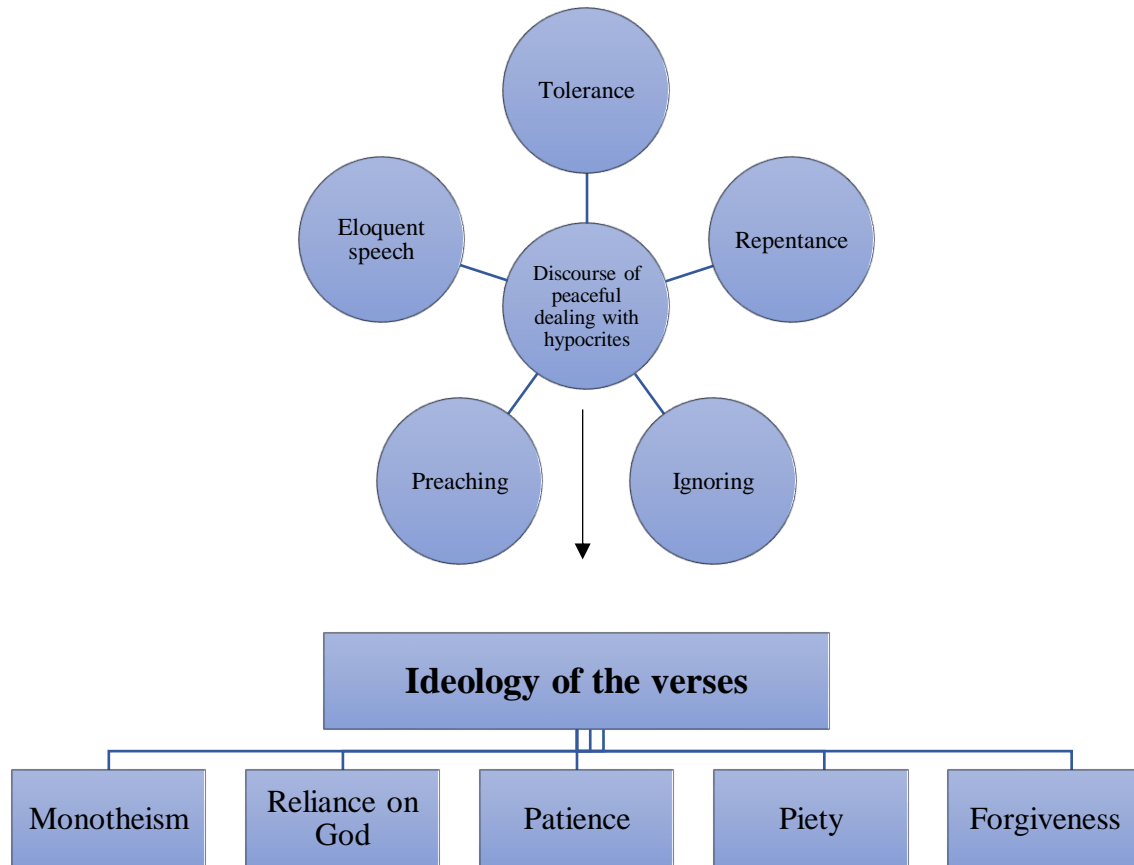 Tolerance
Eloquent
speech
Repentance
Discourse of
peaceful
dealing with
hypocrites
Preaching
Ignoring
Ideology of the verses
Monotheism
Reliance on
God
Patience
Piety
Forgiveness